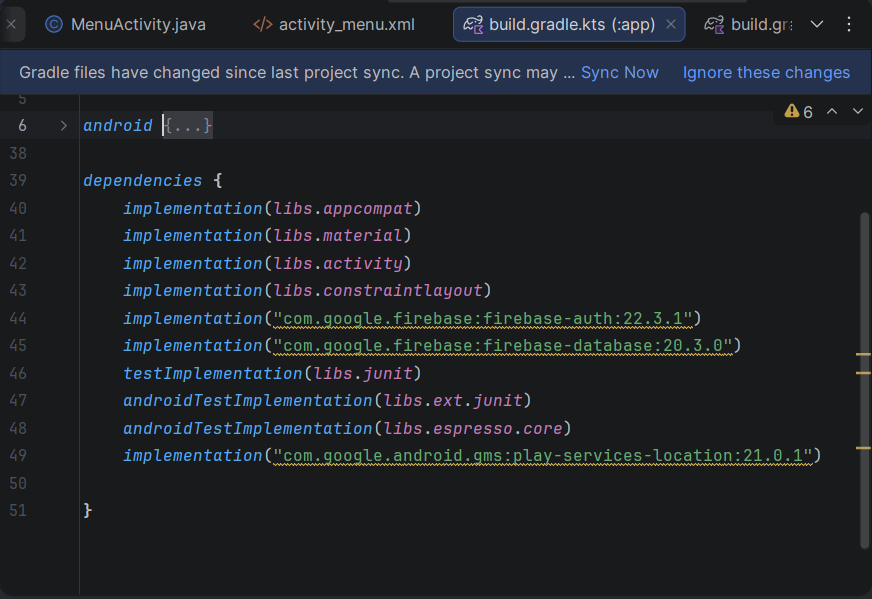 MenuActivity.java activity_menu.xml build.gradle.kts (:app) build.gr
Gradle files have changed since last project sync. A project sync may ... Sync Now Ignore these changes
5
6 android {...} 6
38
39 dependencies {
40 implementation(libs.appcompat)
41 implementation(libs.material)
42 implementation(libs.activity)
43 implementation(libs.constraintlayout)
44 implementation("com.google.firebase:firebase-auth:22.3.1")
45 implementation("com.google.firebase:firebase-database:20.3.0")
46 testImplementation(libs.junit)
47 androidTestImplementation(libs.ext.junit)
48 androidTestImplementation(libs.espresso.core)
49 implementation("com.google.android.gms:play-services-location:21.0.1")
50
51 }